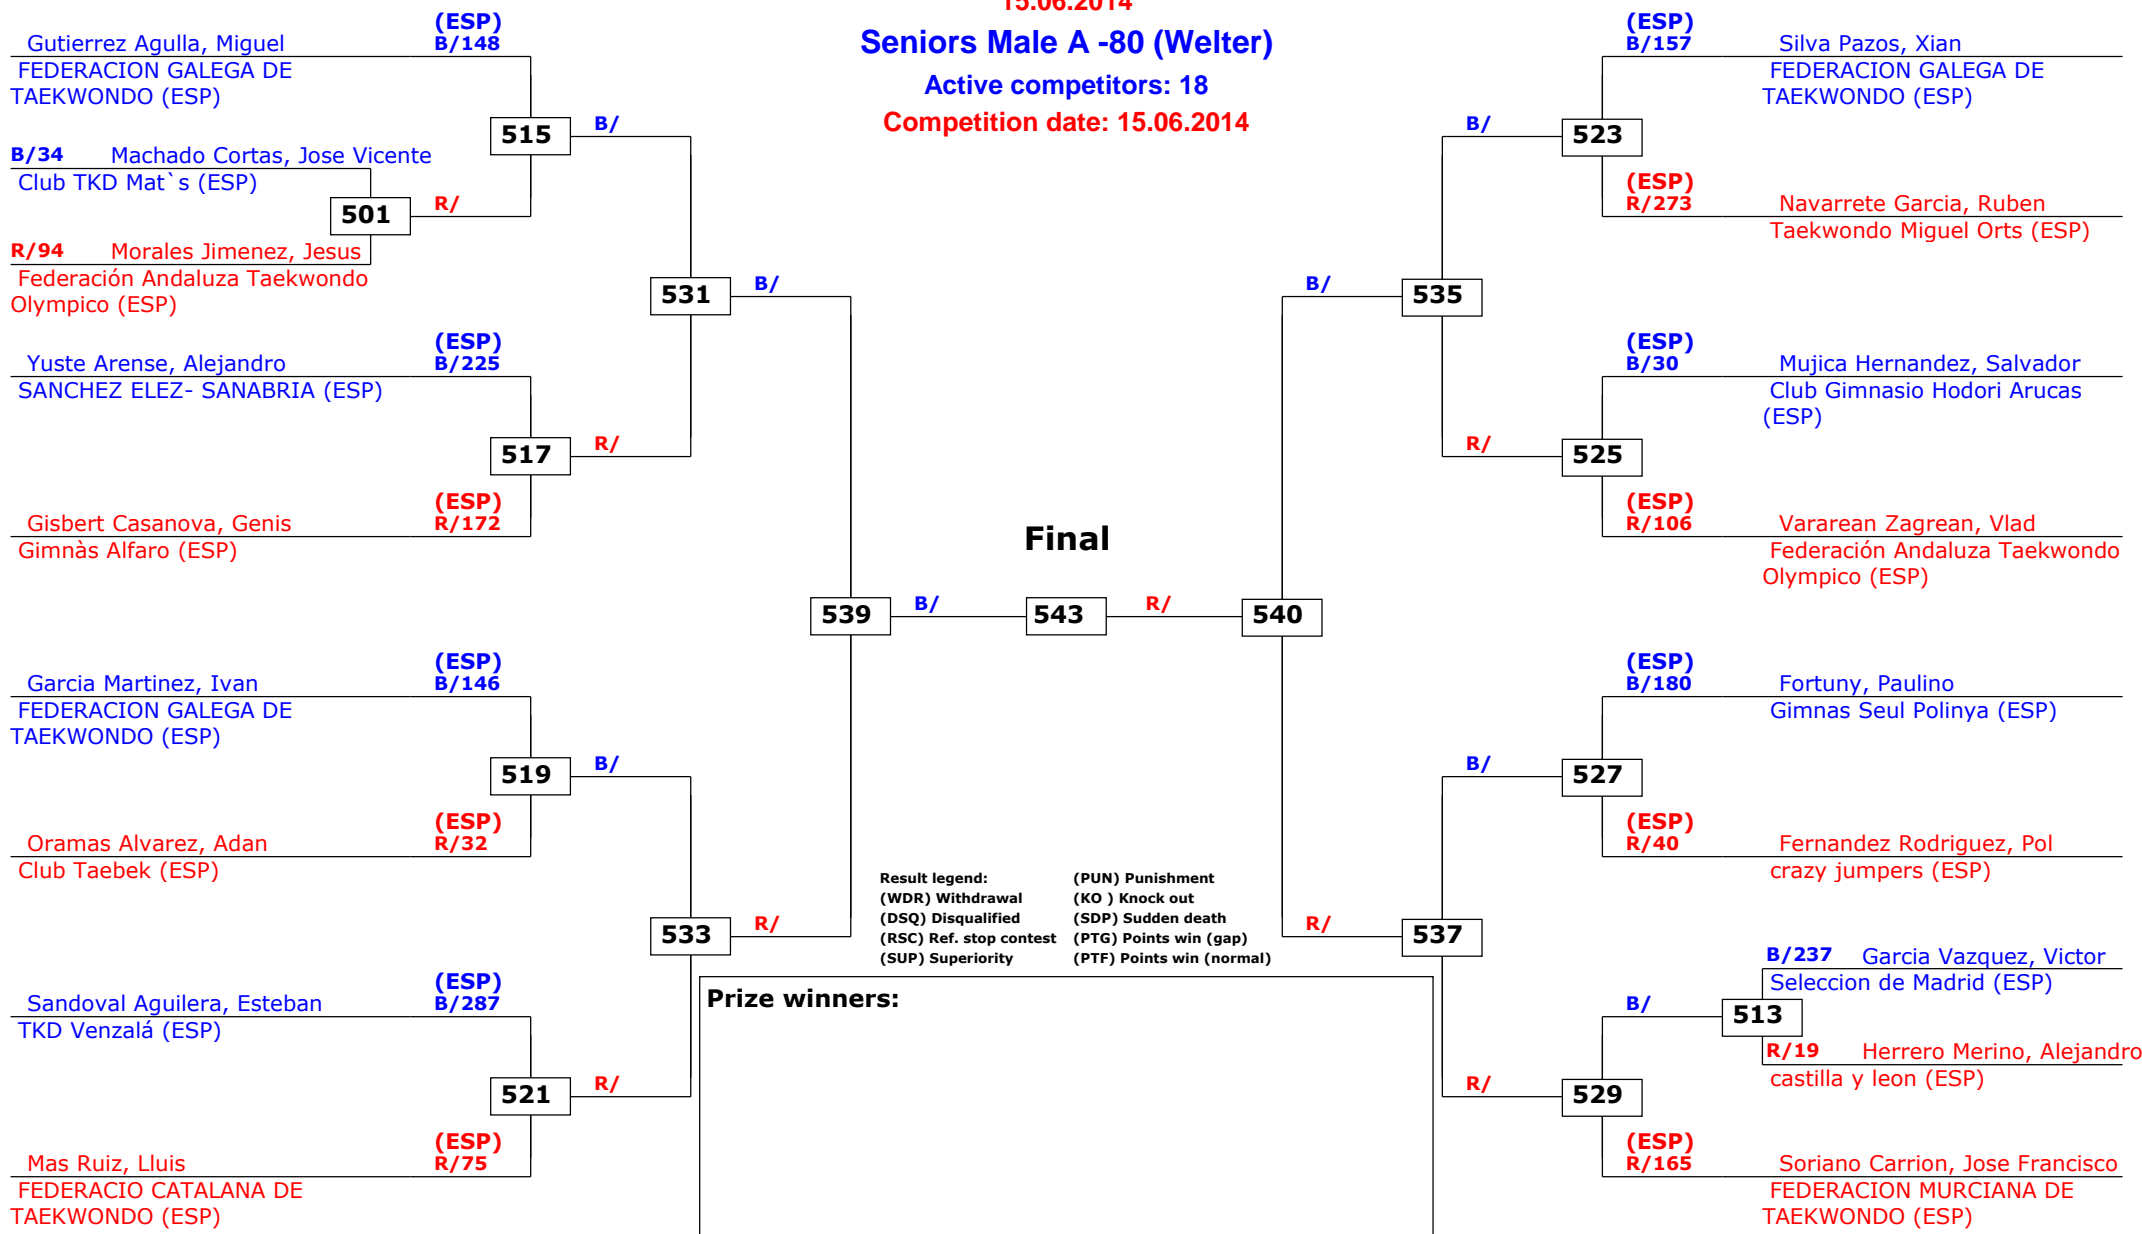 15.06.2014
Seniors Male A -80 (Welter)
Active competitors: 18
Competition date: 15.06.2014
(ESP)
Gutierrez Agulla, Miguel B/148
FEDERACION GALEGA DE
TAEKWONDO (ESP)
515
B/
B/34 Machado Cortas, Jose Vicente
Club TKD Mat`s (ESP)
501
R/
R/94 Morales Jimenez, Jesus
Federación Andaluza Taekwondo
Olympico (ESP)
531
B/
(ESP)
Yuste Arense, Alejandro B/225
SANCHEZ ELEZ- SANABRIA (ESP)
517
R/
(ESP)
Gisbert Casanova, Genis R/172
Gimnàs Alfaro (ESP)
539
B/
(ESP)
Garcia Martinez, Ivan B/146
FEDERACION GALEGA DE
TAEKWONDO (ESP)
519
B/
(ESP)
Oramas Alvarez, Adan R/32
Club Taebek (ESP)
533
R/
(ESP)
Sandoval Aguilera, Esteban B/287
TKD Venzalá (ESP)
521
R/
(ESP)
Mas Ruiz, Lluis R/75
FEDERACIO CATALANA DE
TAEKWONDO (ESP)
Final
543
R/
540
(ESP)
B/157 Silva Pazos, Xian
FEDERACION GALEGA DE
TAEKWONDO (ESP)
B/
523
(ESP)
R/273 Navarrete Garcia, Ruben
Taekwondo Miguel Orts (ESP)
B/
535
(ESP)
B/30 Mujica Hernandez, Salvador
Club Gimnasio Hodori Arucas
(ESP)
R/
525
(ESP)
R/106 Vararean Zagrean, Vlad
Federación Andaluza Taekwondo
Olympico (ESP)
(ESP)
B/180 Fortuny, Paulino
Gimnas Seul Polinya (ESP)
B/
527
(ESP)
R/40 Fernandez Rodriguez, Pol
crazy jumpers (ESP)
R/
537
B/237 Garcia Vazquez, Victor
Seleccion de Madrid (ESP)
B/
513
R/19 Herrero Merino, Alejandro
castilla y leon (ESP)
R/
529
(ESP)
R/165 Soriano Carrion, Jose Francisco
FEDERACION MURCIANA DE
TAEKWONDO (ESP)
Result legend: (PUN) Punishment
(WDR) Withdrawal (KO ) Knock out
(DSQ) Disqualified (SDP) Sudden death
(RSC) Ref. stop contest (PTG) Points win (gap)
(SUP) Superiority (PTF) Points win (normal)
Prize winners: